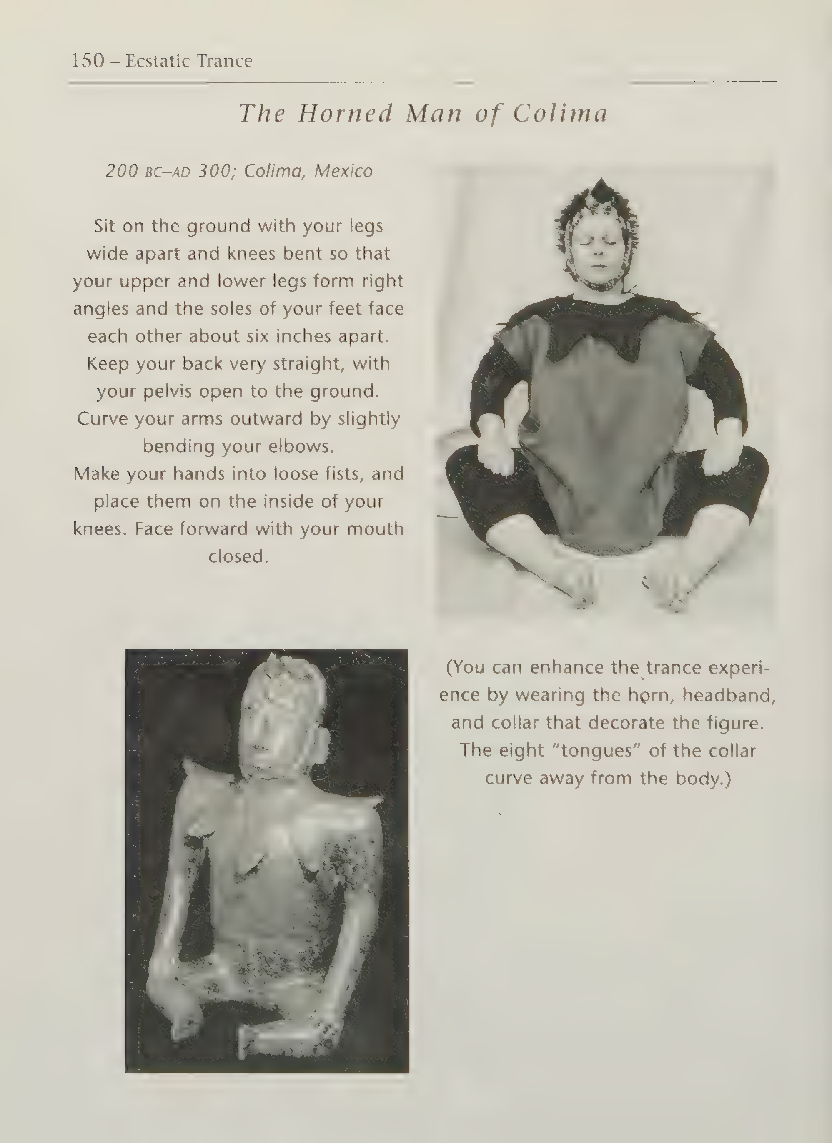 150 – Ecstatic Trance
The Horned Man of Colima
200 BC–AD 300; Colima, Mexico
Sit on the ground with your legs
wide apart and knees bent so that
your upper and lower legs form right
angles and the soles of your feet face
each other about six inches apart.
Keep your back very straight, with
your pelvis open to the ground.
Curve your arms outward by slightly
bending your elbows.
Make your hands into loose fists, and
place them on the inside of your
knees. Face forward with your mouth
closed.
(You can enhance the trance experi-
ence by wearing the horn, headband,
and collar that decorate the figure.
The eight "tongues" of the collar
curve away from the body.)